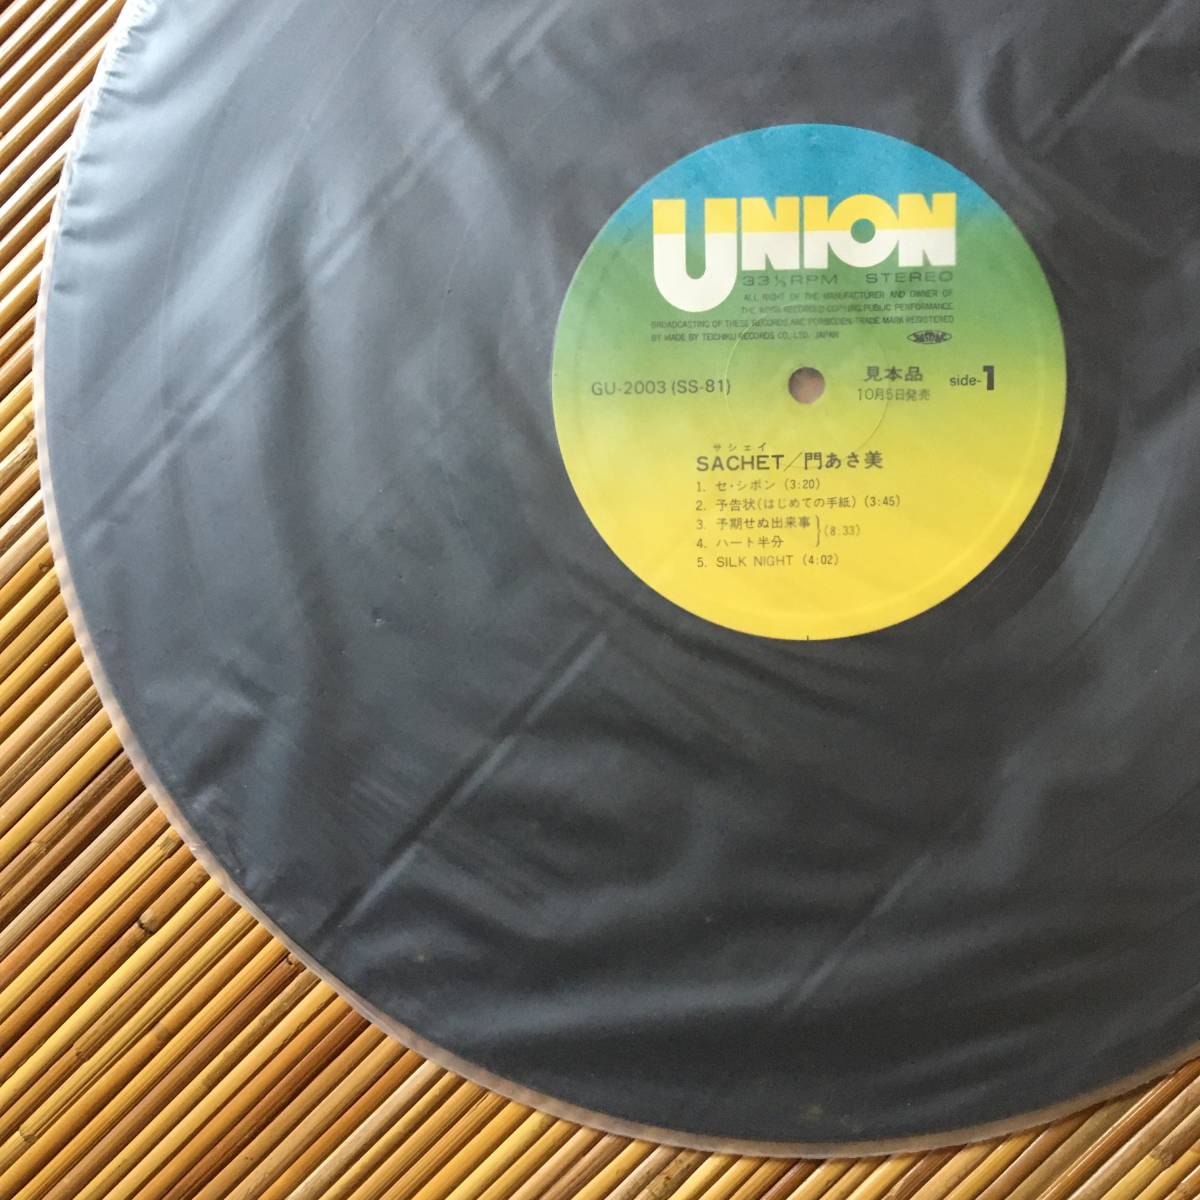 UNION
33⅓RPM STEREO
ALL RIGHT OF THE MANUFACTURER AND OWNER OF
THE WORK RECORDED COPYING, PUBLIC PERFORMANCE,
BROADCASTING OF THESE RECORDS ARE FORBIDEN. TRADE MARK REGISTERED
BY MADE BY TEICHIKU RECORDS CO., LTD. JAPAN
GU-2003 (SS-81)
見本品
10月5日発売
side-1
サシェイ
SACHET/門あさ美
1. セ・シボン (3:20)
2. 予告状(はじめての手紙) (3:45)
3. 予期せぬ出来事
4. ハート半分
(8:33)
5. SILK NIGHT (4:02)